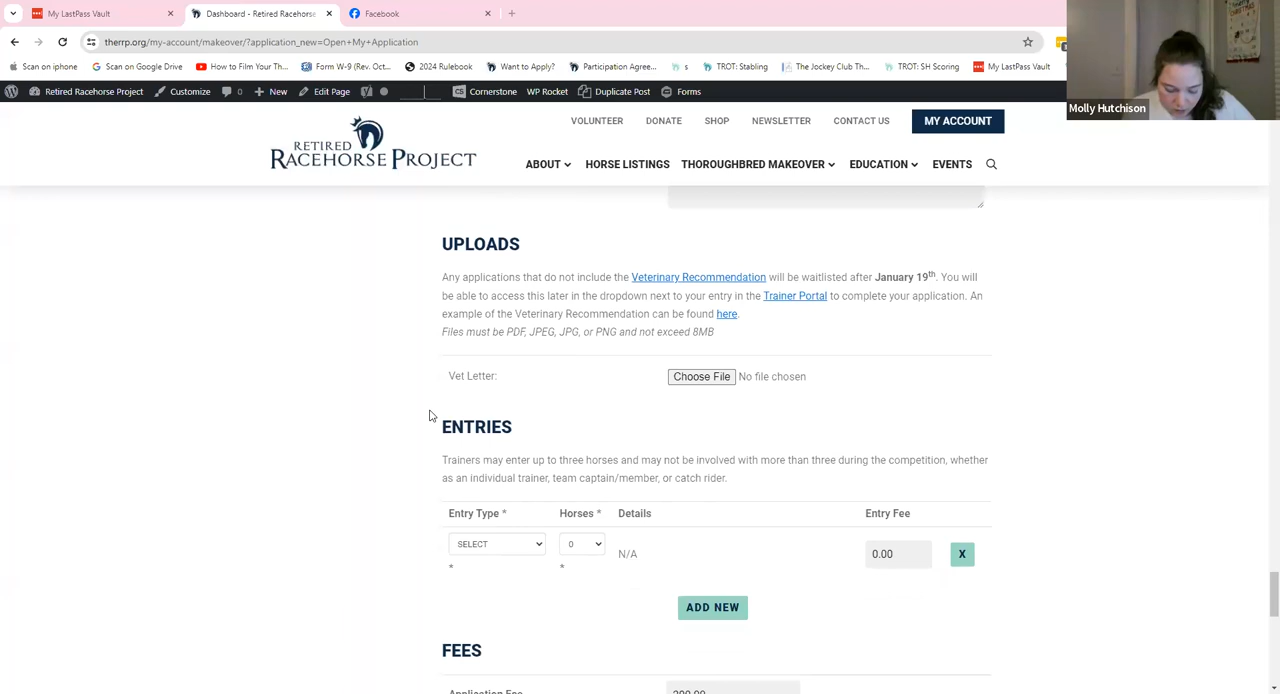 My LastPass Vault
Dashboard - Retired Racehorse
Facebook
therrp.org/my-account/makeover/?application_new=Open+My+Application
Scan on iphone Scan on Google Drive How to Film Your Th... Form W-9 (Rev. Oct... 2024 Rulebook Want to Apply? Participation Agree... s TROT: Stabling The Jockey Club Th... TROT: SH Scoring My LastPass Vault
Retired Racehorse Project Customize 0 New Edit Page CS Cornerstone WP Rocket Duplicate Post Forms
Molly Hutchison
VOLUNTEER DONATE SHOP NEWSLETTER CONTACT US MY ACCOUNT
RETIRED
RACEHORSE PROJECT
ABOUT HORSE LISTINGS THOROUGHBRED MAKEOVER EDUCATION EVENTS
UPLOADS
Any applications that do not include the Veterinary Recommendation will be waitlisted after January 19th. You will
be able to access this later in the dropdown next to your entry in the Trainer Portal to complete your application. An
example of the Veterinary Recommendation can be found here.
Files must be PDF, JPEG, JPG, or PNG and not exceed 8MB
Vet Letter: Choose File No file chosen
ENTRIES
Trainers may enter up to three horses and may not be involved with more than three during the competition, whether
as an individual trainer, team captain/member, or catch rider.
Entry Type * Horses * Details Entry Fee
SELECT 0 N/A 0.00 X
* *
ADD NEW
FEES
Application Fee 200.00